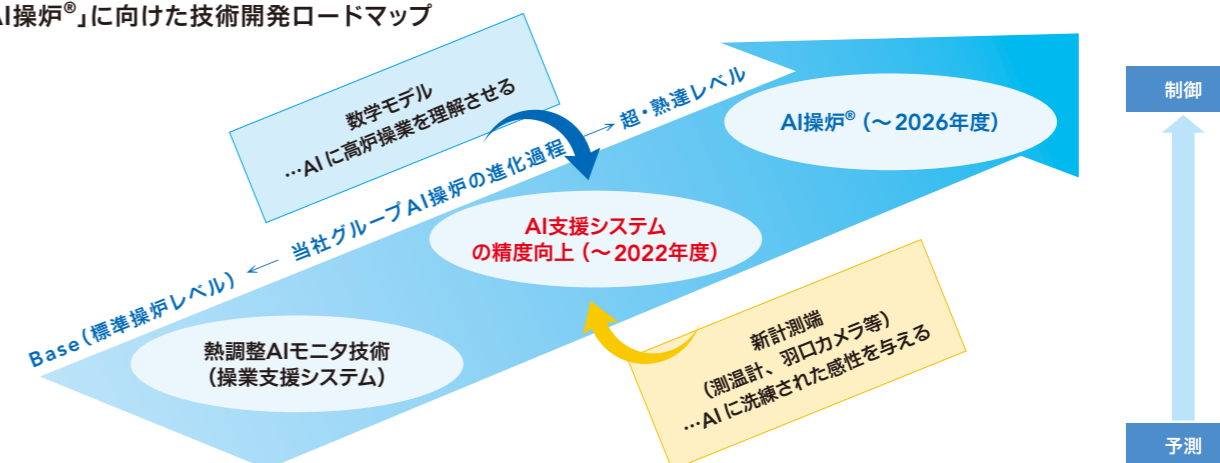 AI操炉®」に向けた技術開発ロードマップ
数学モデル
…AIに高炉操業を理解させる
Base（標準操炉レベル）← 当社グループAI操炉の進化過程 → 超・熟達レベル
AI操炉®（～2026年度）
AI支援システム
の精度向上（～2022年度）
熱調整AIモニタ技術
（操業支援システム）
新計測端
（測温計、羽口カメラ等）
…AIに洗練された感性を与える
制御
予測